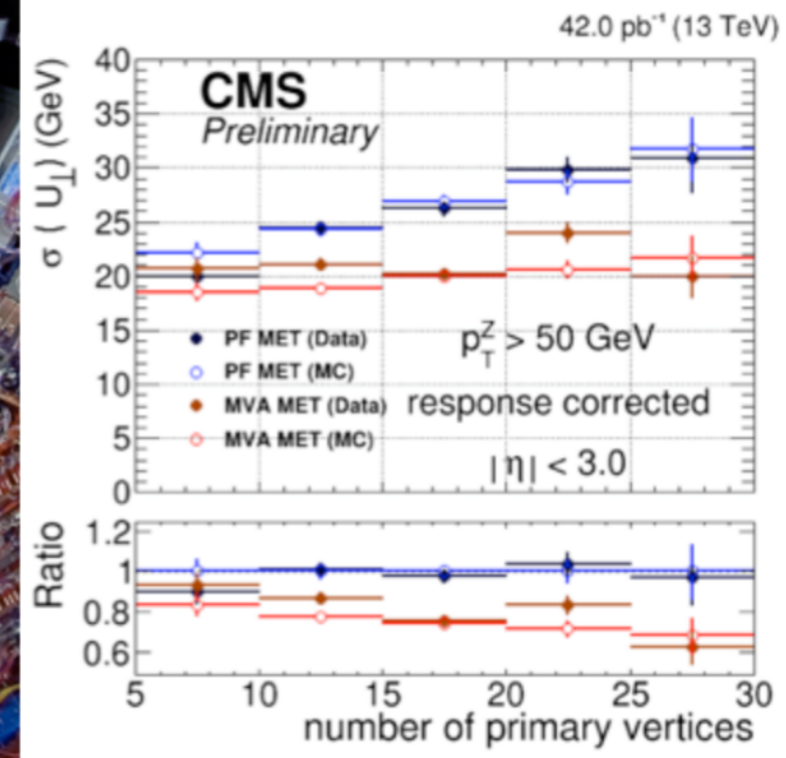 42.0 pb⁻¹ (13 TeV)
CMS
Preliminary
σ ( U⊥) (GeV)
40
35
30
25
20
15
10
5
0
PF MET (Data)
PF MET (MC)
MVA MET (Data)
MVA MET (MC)
p_T^Z > 50 GeV
response corrected
|η| < 3.0
Ratio
1.2
1
0.8
0.6
5 10 15 20 25 30
number of primary vertices